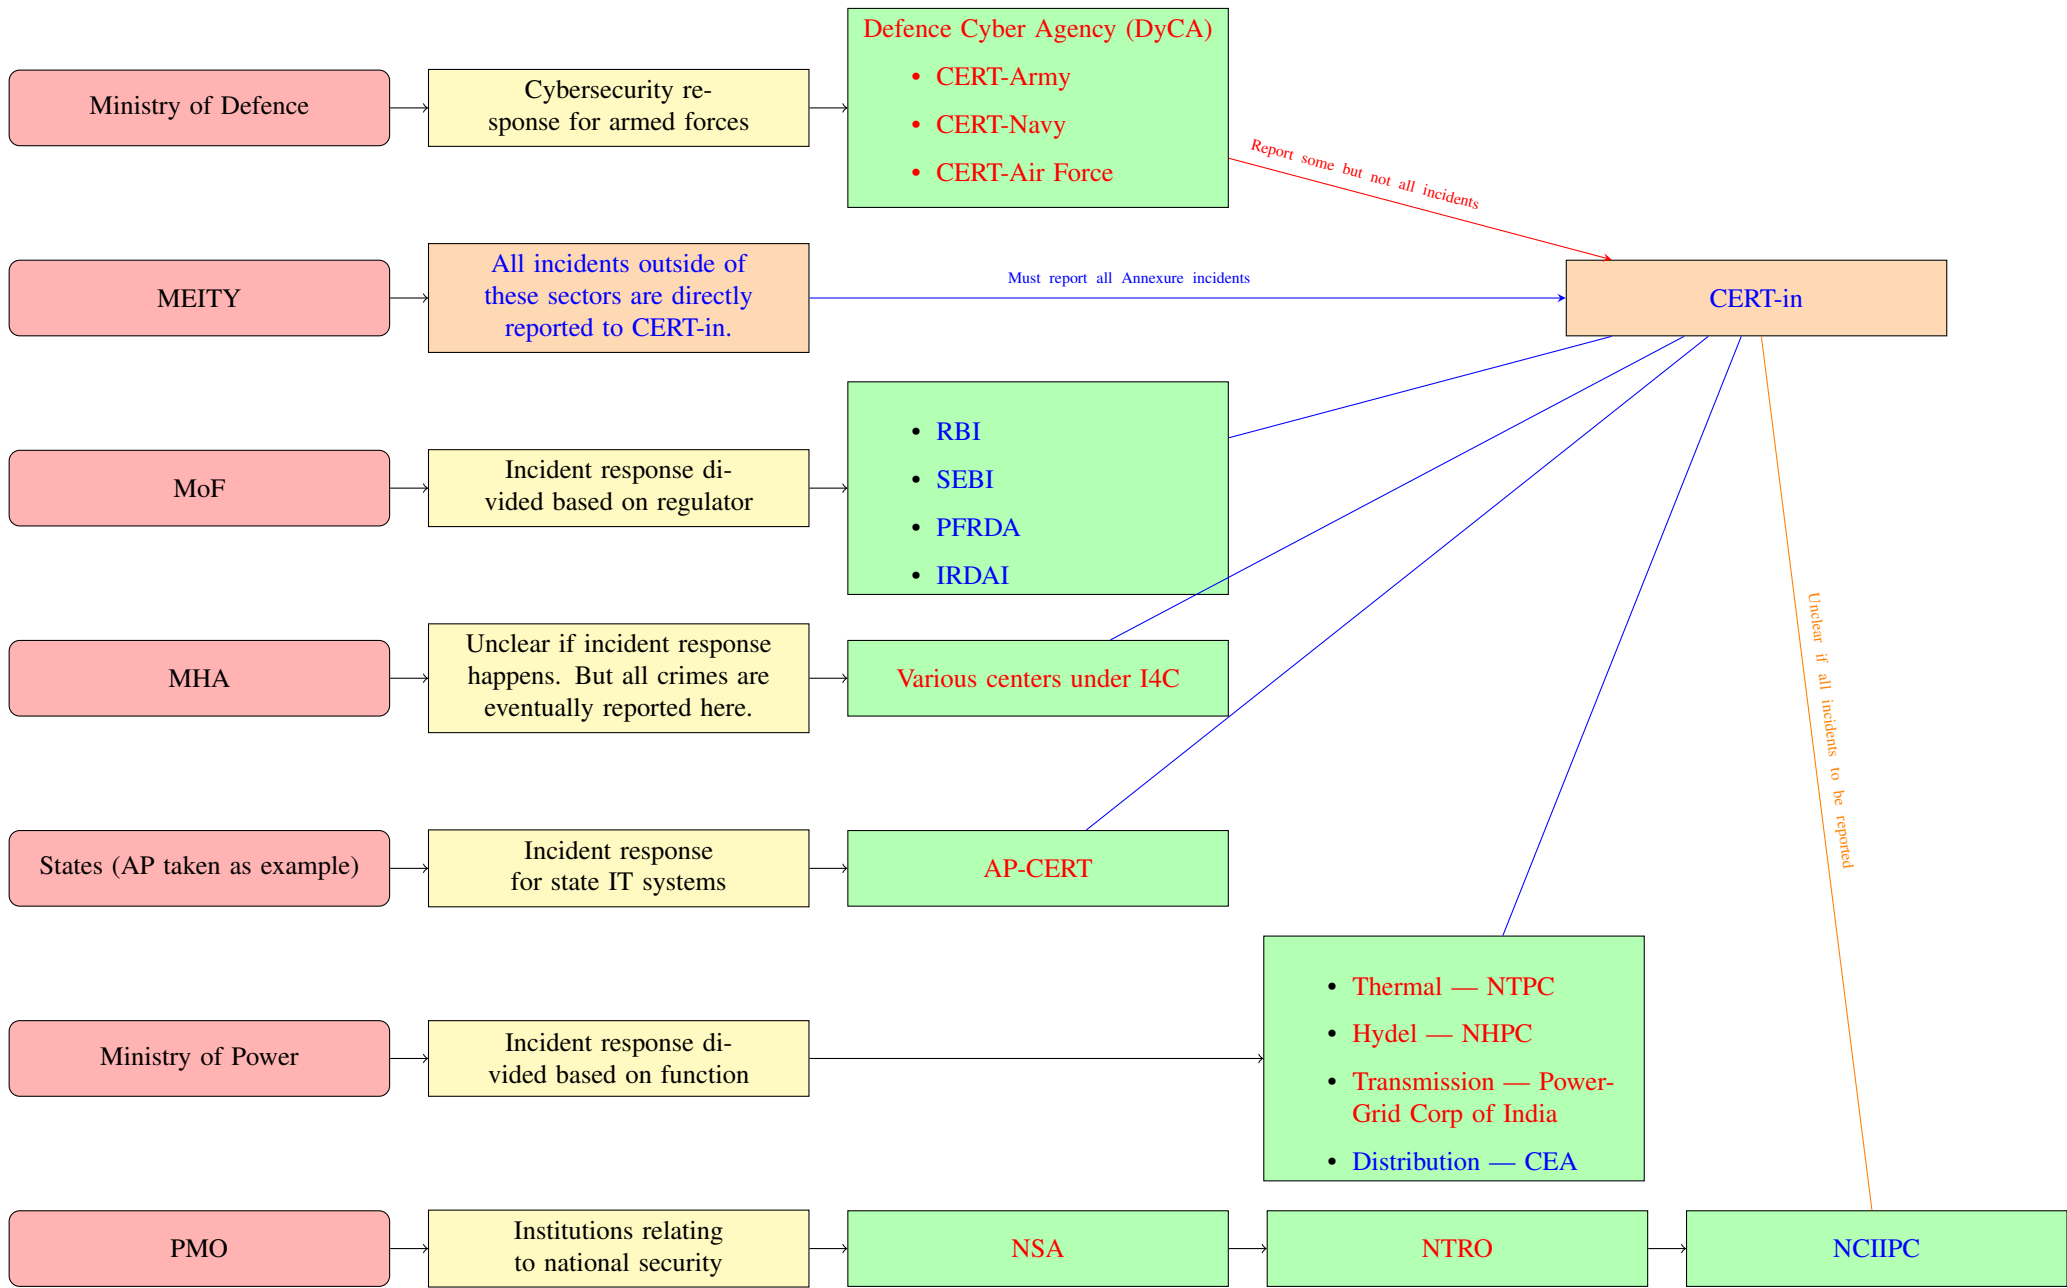 Defence Cyber Agency (DyCA)
• CERT-Army
• CERT-Navy
• CERT-Air Force
Ministry of Defence
Cybersecurity re-
sponse for armed forces
Report some but not all incidents
MEITY
All incidents outside of
these sectors are directly
reported to CERT-in.
Must report all Annexure incidents
CERT-in
MoF
Incident response di-
vided based on regulator
• RBI
• SEBI
• PFRDA
• IRDAI
MHA
Unclear if incident response
happens. But all crimes are
eventually reported here.
Various centers under I4C
Unclear if all incidents to be reported
States (AP taken as example)
Incident response
for state IT systems
AP-CERT
Ministry of Power
Incident response di-
vided based on function
• Thermal — NTPC
• Hydel — NHPC
• Transmission — Power-
Grid Corp of India
• Distribution — CEA
PMO
Institutions relating
to national security
NSA
NTRO
NCIIPC